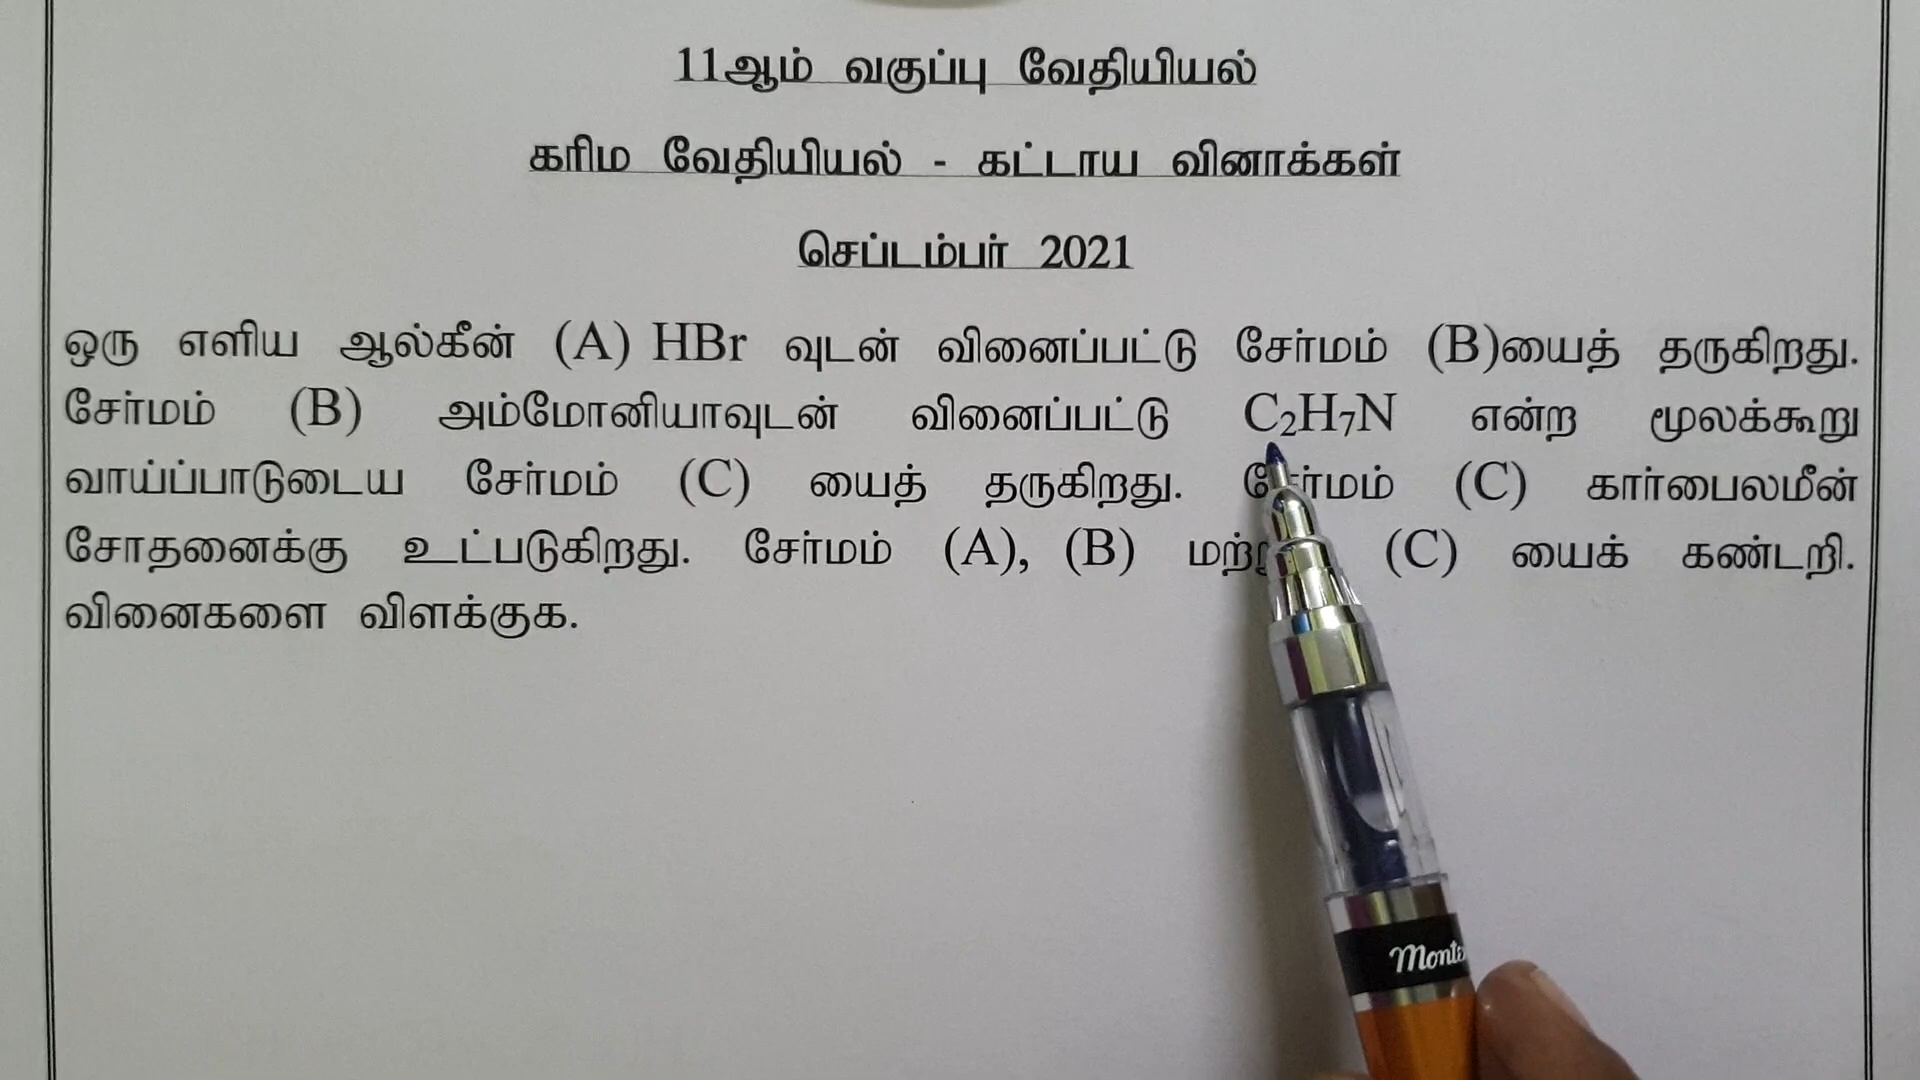 11ஆம் வகுப்பு வேதியியல்
கரிம வேதியியல் - கட்டாய வினாக்கள்
செப்டம்பர் 2021
ஒரு எளிய ஆல்கீன் (A) HBr வுடன் வினைப்பட்டு சேர்மம் (B)யைத் தருகிறது.
சேர்மம் (B) அம்மோனியாவுடன் வினைப்பட்டு C₂H₇N என்ற மூலக்கூறு
வாய்ப்பாடுடைய சேர்மம் (C) யைத் தருகிறது. சேர்மம் (C) கார்பைலமீன்
சோதனைக்கு உட்படுகிறது. சேர்மம் (A), (B) (C) யைக் கண்டறி.
வினைகளை விளக்குக.